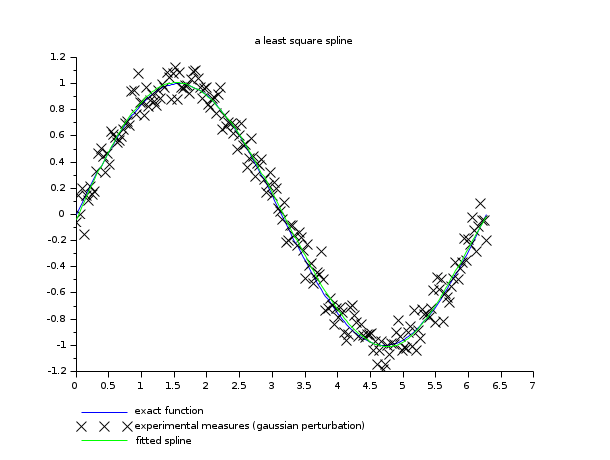 a least square spline
1.2
1
0.8
0.6
0.4
0.2
0
-0.2
-0.4
-0.6
-0.8
-1
-1.2
0 0.5 1 1.5 2 2.5 3 3.5 4 4.5 5 5.5 6 6.5 7
exact function
experimental measures (gaussian perturbation)
fitted spline